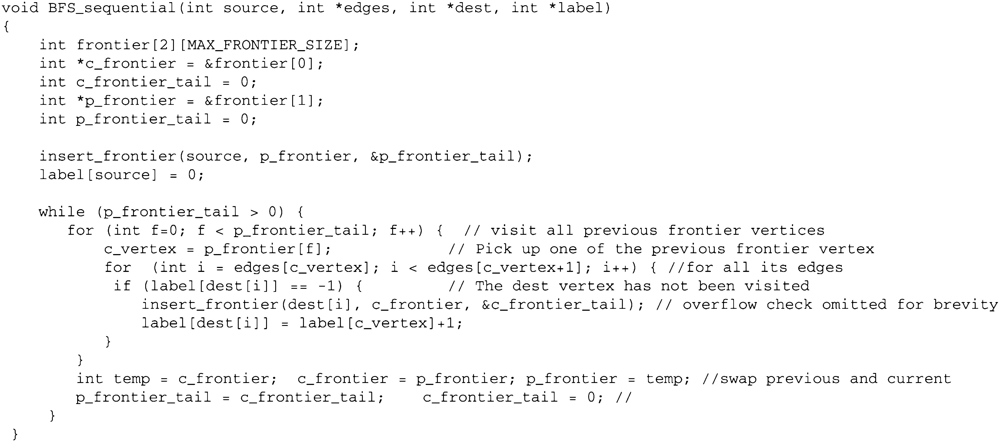 void BFS_sequential(int source, int *edges, int *dest, int *label)
{
    int frontier[2][MAX_FRONTIER_SIZE];
    int *c_frontier = &frontier[0];
    int c_frontier_tail = 0;
    int *p_frontier = &frontier[1];
    int p_frontier_tail = 0;

    insert_frontier(source, p_frontier, &p_frontier_tail);
    label[source] = 0;

    while (p_frontier_tail > 0) {
       for (int f=0; f < p_frontier_tail; f++) {  // visit all previous frontier vertices
           c_vertex = p_frontier[f];             // Pick up one of the previous frontier vertex
           for  (int i = edges[c_vertex]; i < edges[c_vertex+1]; i++) { //for all its edges
            if (label[dest[i]] == -1) {         // The dest vertex has not been visited
               insert_frontier(dest[i], c_frontier, &c_frontier_tail); // overflow check omitted for brevity
               label[dest[i]] = label[c_vertex]+1;
           }
        }
        int temp = c_frontier;  c_frontier = p_frontier; p_frontier = temp; //swap previous and current
        p_frontier_tail = c_frontier_tail;    c_frontier_tail = 0; //
     }
 }